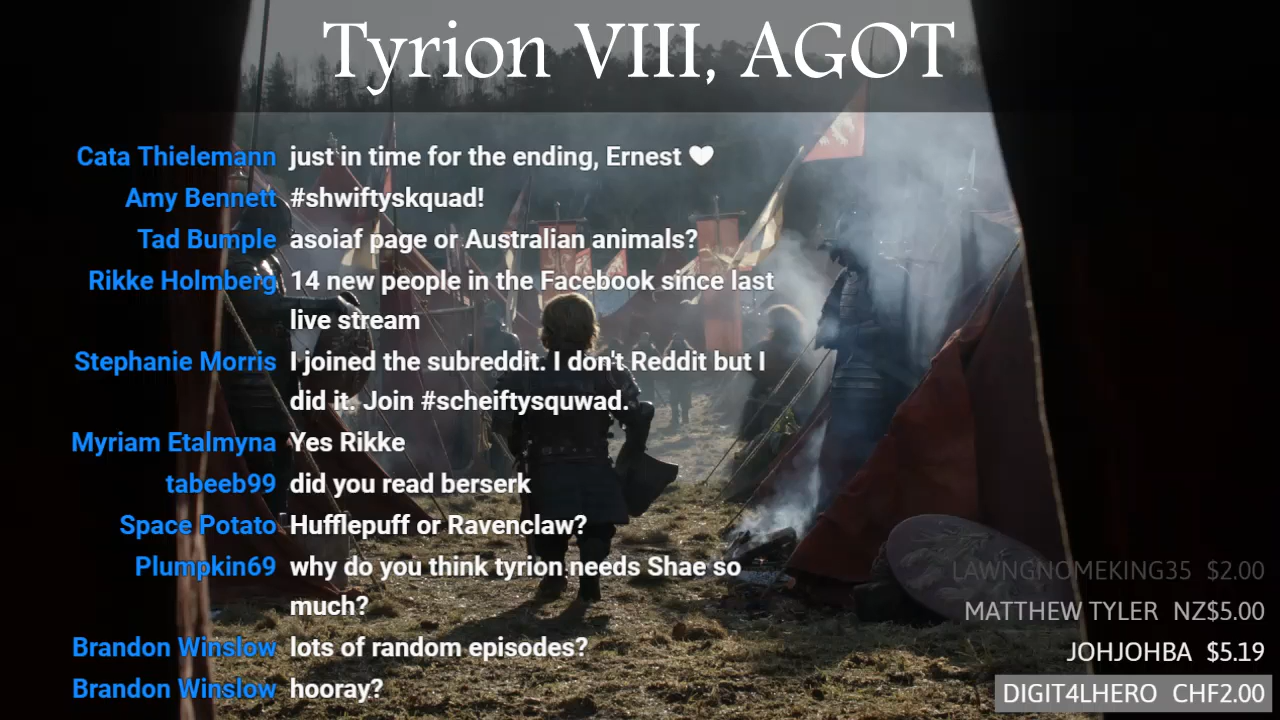 Tyrion VIII, AGOT
Cata Thielemann just in time for the ending, Ernest ♥
Amy Bennett #shwiftyskquad!
Tad Bumple asoiaf page or Australian animals?
Rikke Holmberg 14 new people in the Facebook since last
live stream
Stephanie Morris I joined the subreddit. I don't Reddit but I
did it. Join #scheiftysquwad.
Myriam Etalmyna Yes Rikke
tabeeb99 did you read berserk
Space Potato Hufflepuff or Ravenclaw?
Plumpkin69 why do you think tyrion needs Shae so
much?
Brandon Winslow lots of random episodes?
Brandon Winslow hooray?
LAWNGNOMEKING35 $2.00
MATTHEW TYLER NZ$5.00
JOHJOHBA $5.19
DIGIT4LHERO CHF2.00